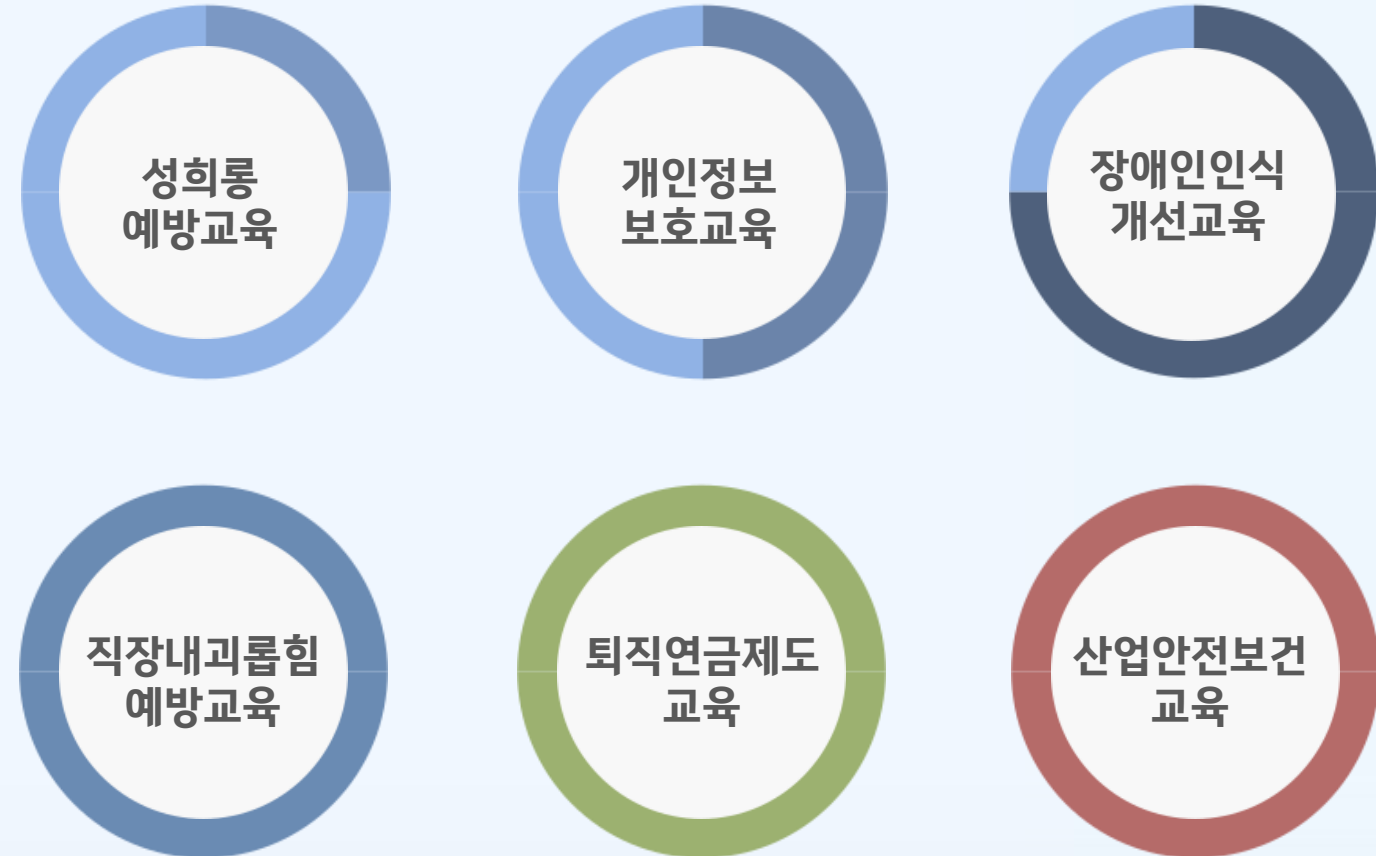 성희롱
예방교육
개인정보
보호교육
장애인인식
개선교육
직장내괴롭힘
예방교육
퇴직연금제도
교육
산업안전보건
교육